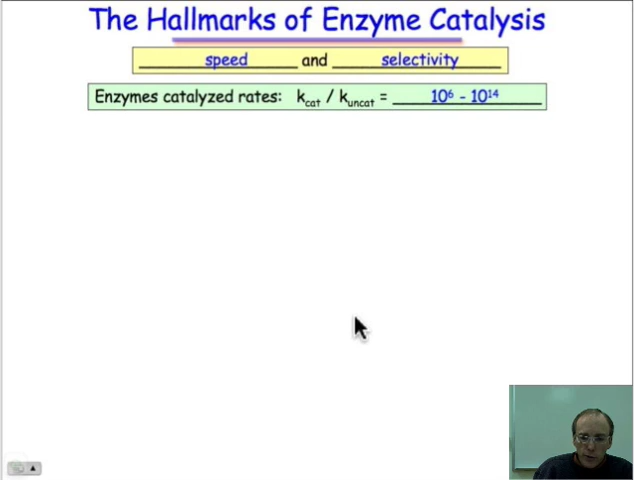 The Hallmarks of Enzyme Catalysis
speed and selectivity
Enzymes catalyzed rates: kcat / kuncat = 10⁶ - 10¹⁴